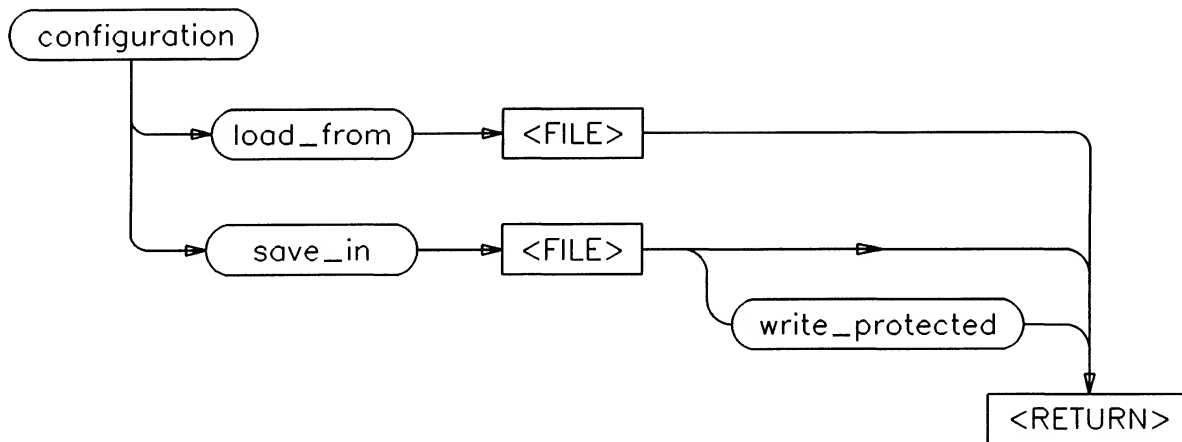 configuration
load_from
<FILE>
save_in
<FILE>
write_protected
<RETURN>